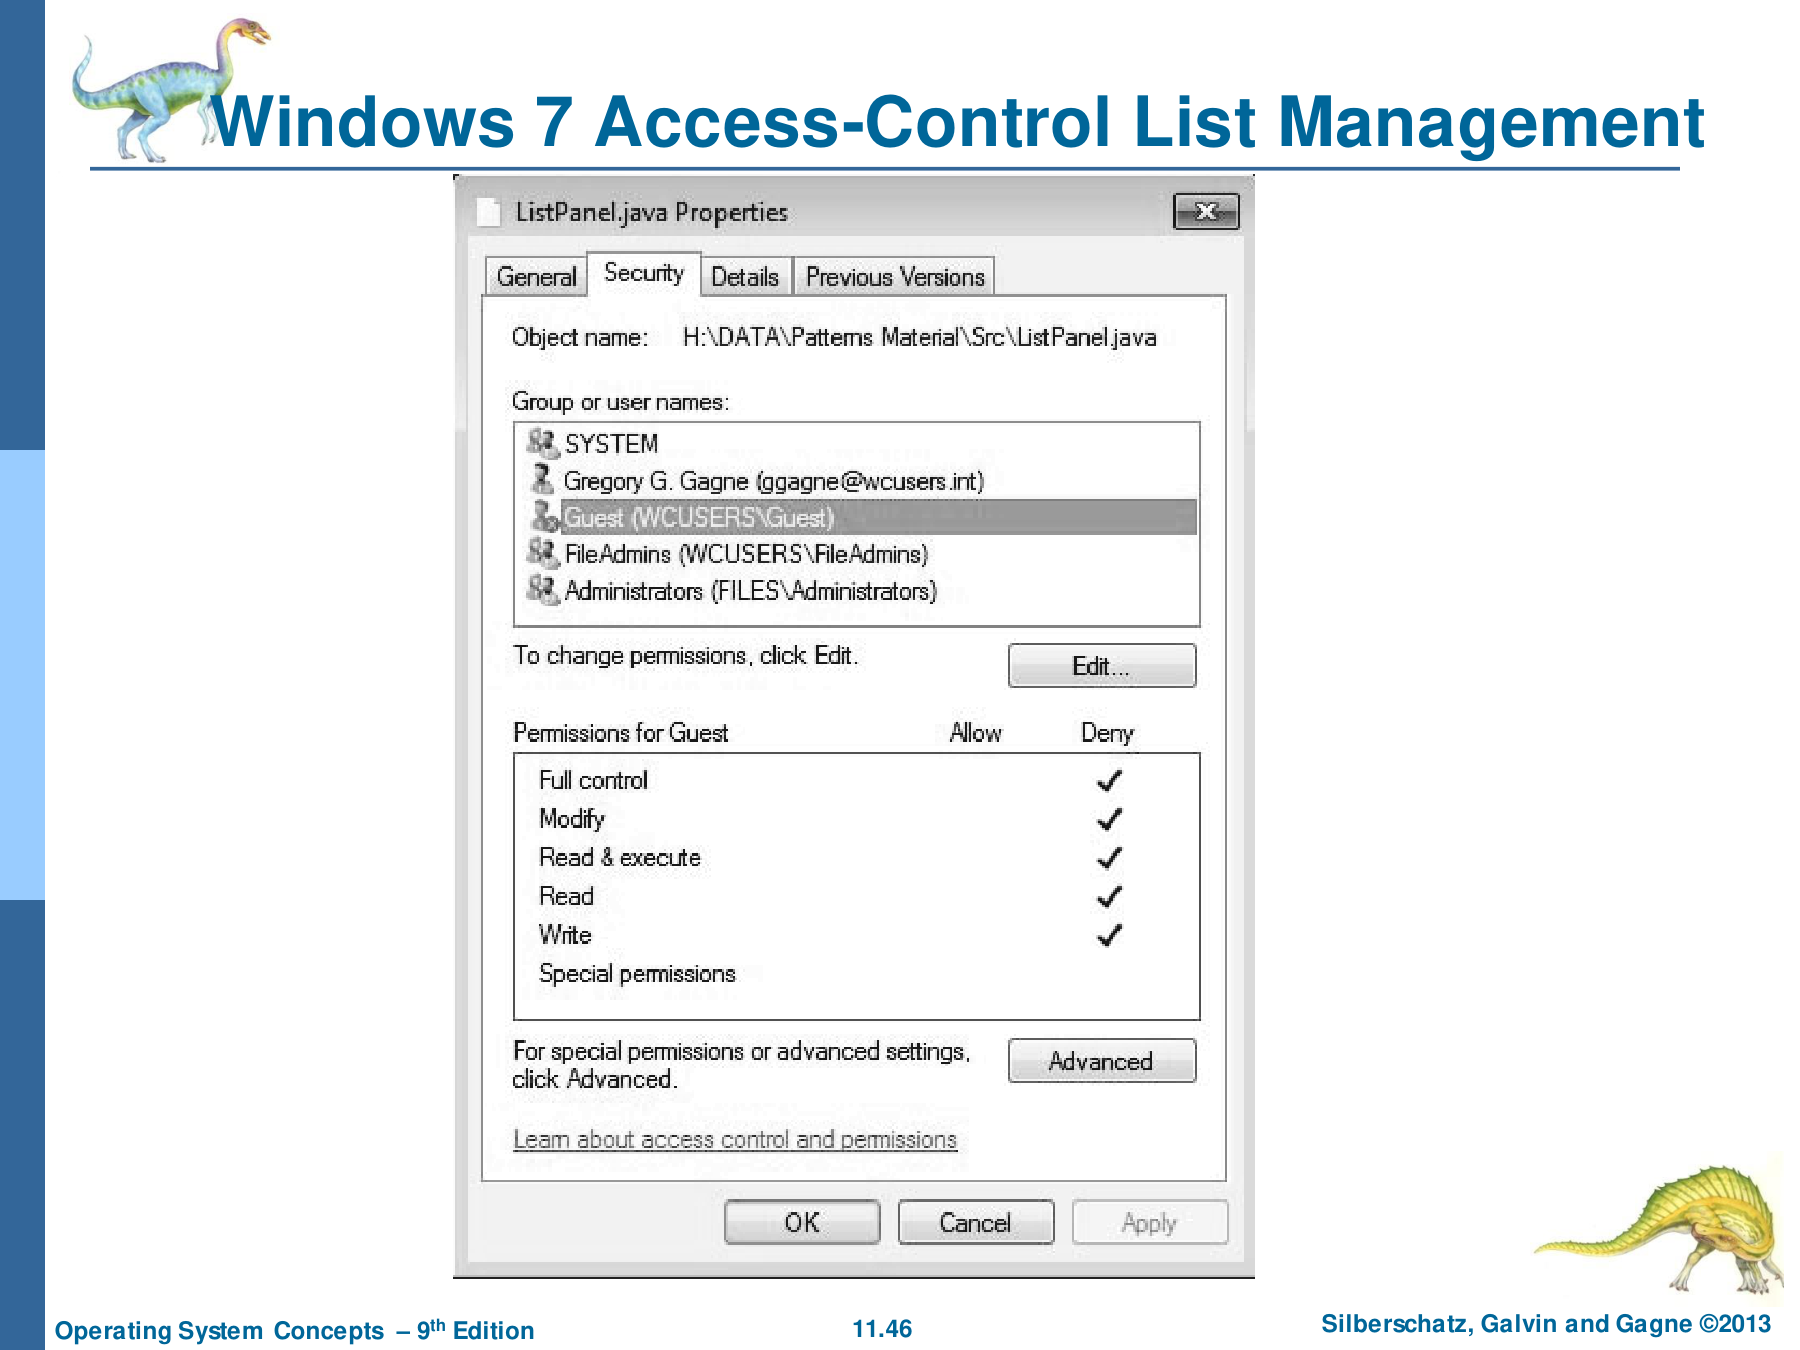 Windows 7 Access-Control List Management
ListPanel.java Properties
General Security Details Previous Versions
Object name: H:\DATA\Patterns Material\Src\ListPanel.java
Group or user names:
SYSTEM
Gregory G. Gagne (ggagne@wcusers.int)
Guest (WCUSERS\Guest)
FileAdmins (WCUSERS\FileAdmins)
Administrators (FILES\Administrators)
To change permissions, click Edit.
Edit...
Permissions for Guest Allow Deny
Full control
Modify
Read & execute
Read
Write
Special permissions
For special permissions or advanced settings,
click Advanced.
Advanced
Learn about access control and permissions
OK Cancel Apply
Operating System Concepts – 9th Edition 11.46 Silberschatz, Galvin and Gagne ©2013